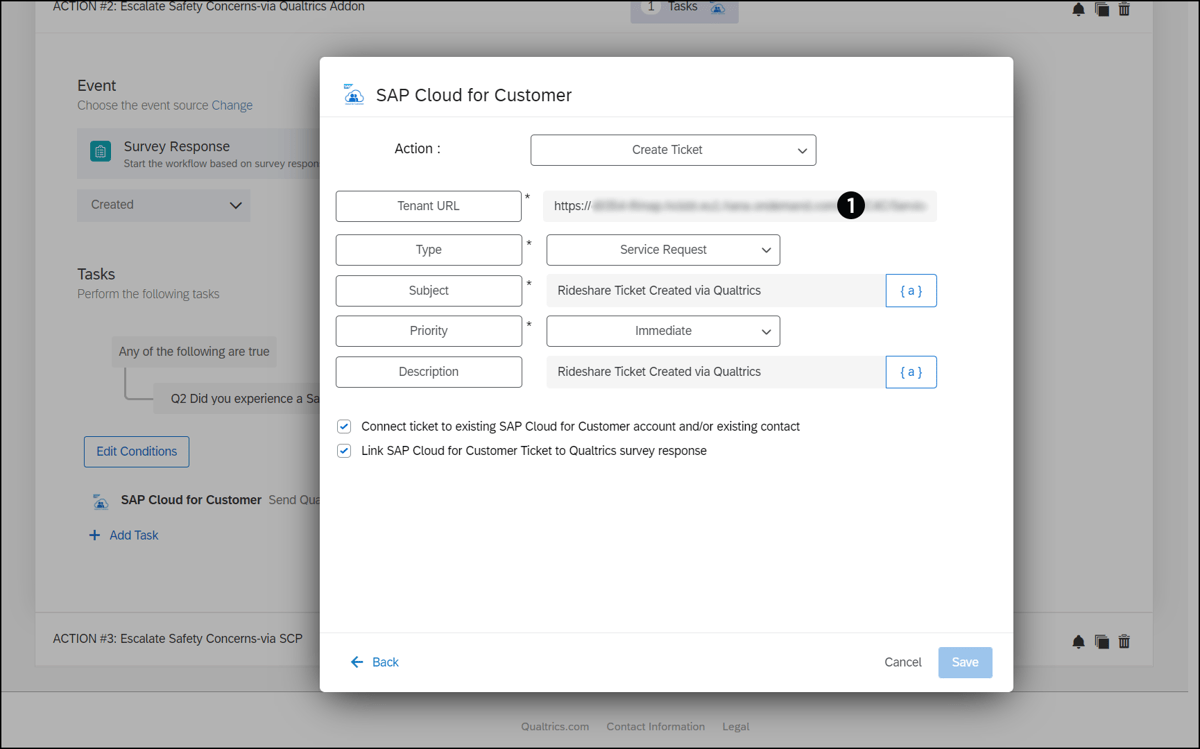 ACTION #2: Escalate Safety Concerns-via Qualtrics Addon
1 Tasks
Event
Choose the event source Change
Survey Response
Start the workflow based on survey respon
Created
Tasks
Perform the following tasks
Any of the following are true
Q2 Did you experience a Sa
Edit Conditions
SAP Cloud for Customer Send Qua
+ Add Task
SAP Cloud for Customer
Action :
Create Ticket
Tenant URL *
https://
1
Type *
Service Request
Subject *
Rideshare Ticket Created via Qualtrics
{ a }
Priority *
Immediate
Description
Rideshare Ticket Created via Qualtrics
{ a }
Connect ticket to existing SAP Cloud for Customer account and/or existing contact
Link SAP Cloud for Customer Ticket to Qualtrics survey response
Back
Cancel
Save
ACTION #3: Escalate Safety Concerns-via SCP
Qualtrics.com
Contact Information
Legal